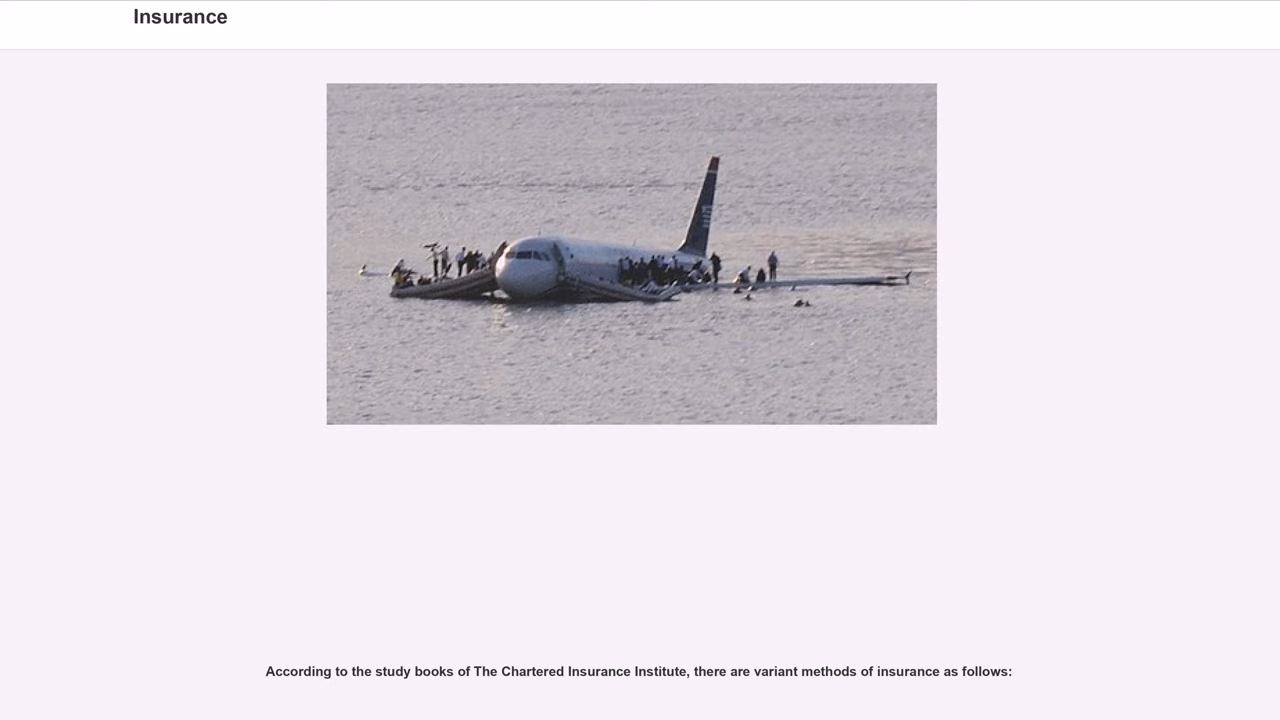 Insurance
According to the study books of The Chartered Insurance Institute, there are variant methods of insurance as follows: